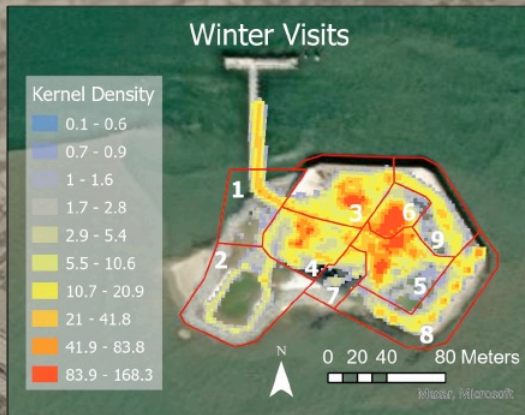 Winter Visits
Kernel Density
0.1 - 0.6
0.7 - 0.9
1 - 1.6
1.7 - 2.8
2.9 - 5.4
5.5 - 10.6
10.7 - 20.9
21 - 41.8
41.9 - 83.8
83.9 - 168.3
1
2
3
6
9
4
5
7
8
N
0 20 40 80 Meters
Microsoft